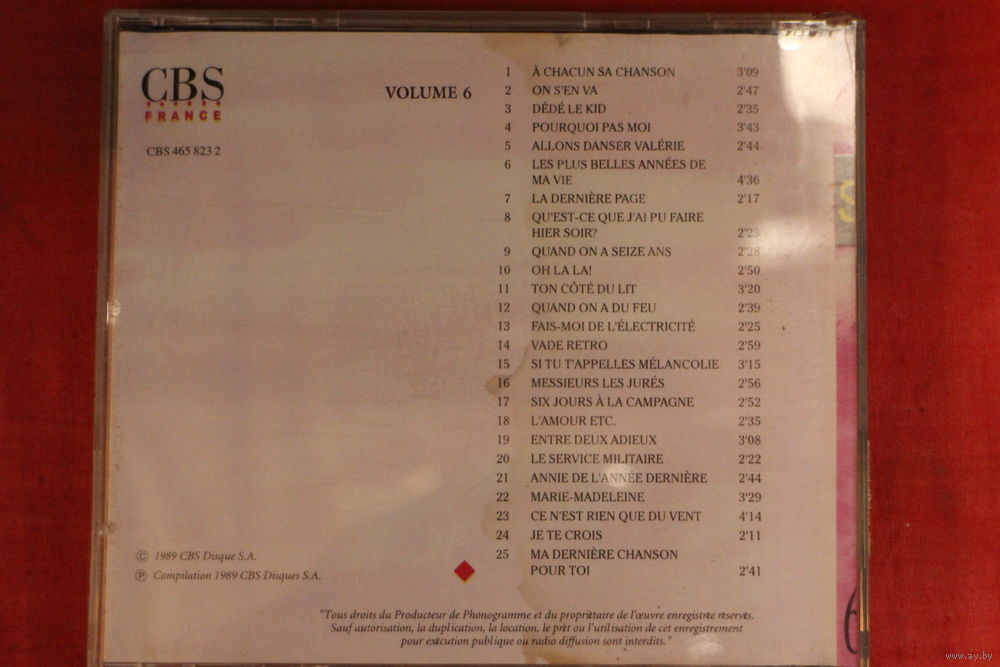 CBS
FRANCE
CBS 465 823 2
VOLUME 6
1 À CHACUN SA CHANSON 3'09
2 ON S'EN VA 2'47
3 DÉDÉ LE KID 2'35
4 POURQUOI PAS MOI 3'43
5 ALLONS DANSER VALÉRIE 2'44
6 LES PLUS BELLES ANNÉES DE
MA VIE 4'36
7 LA DERNIÈRE PAGE 2'17
8 QU'EST-CE QUE J'AI PU FAIRE
HIER SOIR? 2'23
9 QUAND ON A SEIZE ANS 2'28
10 OH LA LA! 2'50
11 TON CÔTÉ DU LIT 3'20
12 QUAND ON A DU FEU 2'39
13 FAIS-MOI DE L'ÉLECTRICITÉ 2'25
14 VADE RETRO 2'59
15 SI TU T'APPELLES MÉLANCOLIE 3'15
16 MESSIEURS LES JURÉS 2'56
17 SIX JOURS À LA CAMPAGNE 2'52
18 L'AMOUR ETC. 2'35
19 ENTRE DEUX ADIEUX 3'08
20 LE SERVICE MILITAIRE 2'22
21 ANNIE DE L'ANNÉE DERNIÈRE 2'44
22 MARIE-MADELEINE 3'29
23 CE N'EST RIEN QUE DU VENT 4'14
24 JE TE CROIS 2'11
25 MA DERNIÈRE CHANSON
POUR TOI 2'41
© 1989 CBS Disque S.A.
℗ Compilation 1989 CBS Disques S.A.
"Tous droits du Producteur de Phonogramme et du propriètaire de l'œuvre enregistrèe rèservès.
Sauf autorisation, la duplication, la location, le prèt ou l'utilisation de cet enregistrement
pour exècution publique ou radio diffusion sont interdits."
S
6
www.ay.by